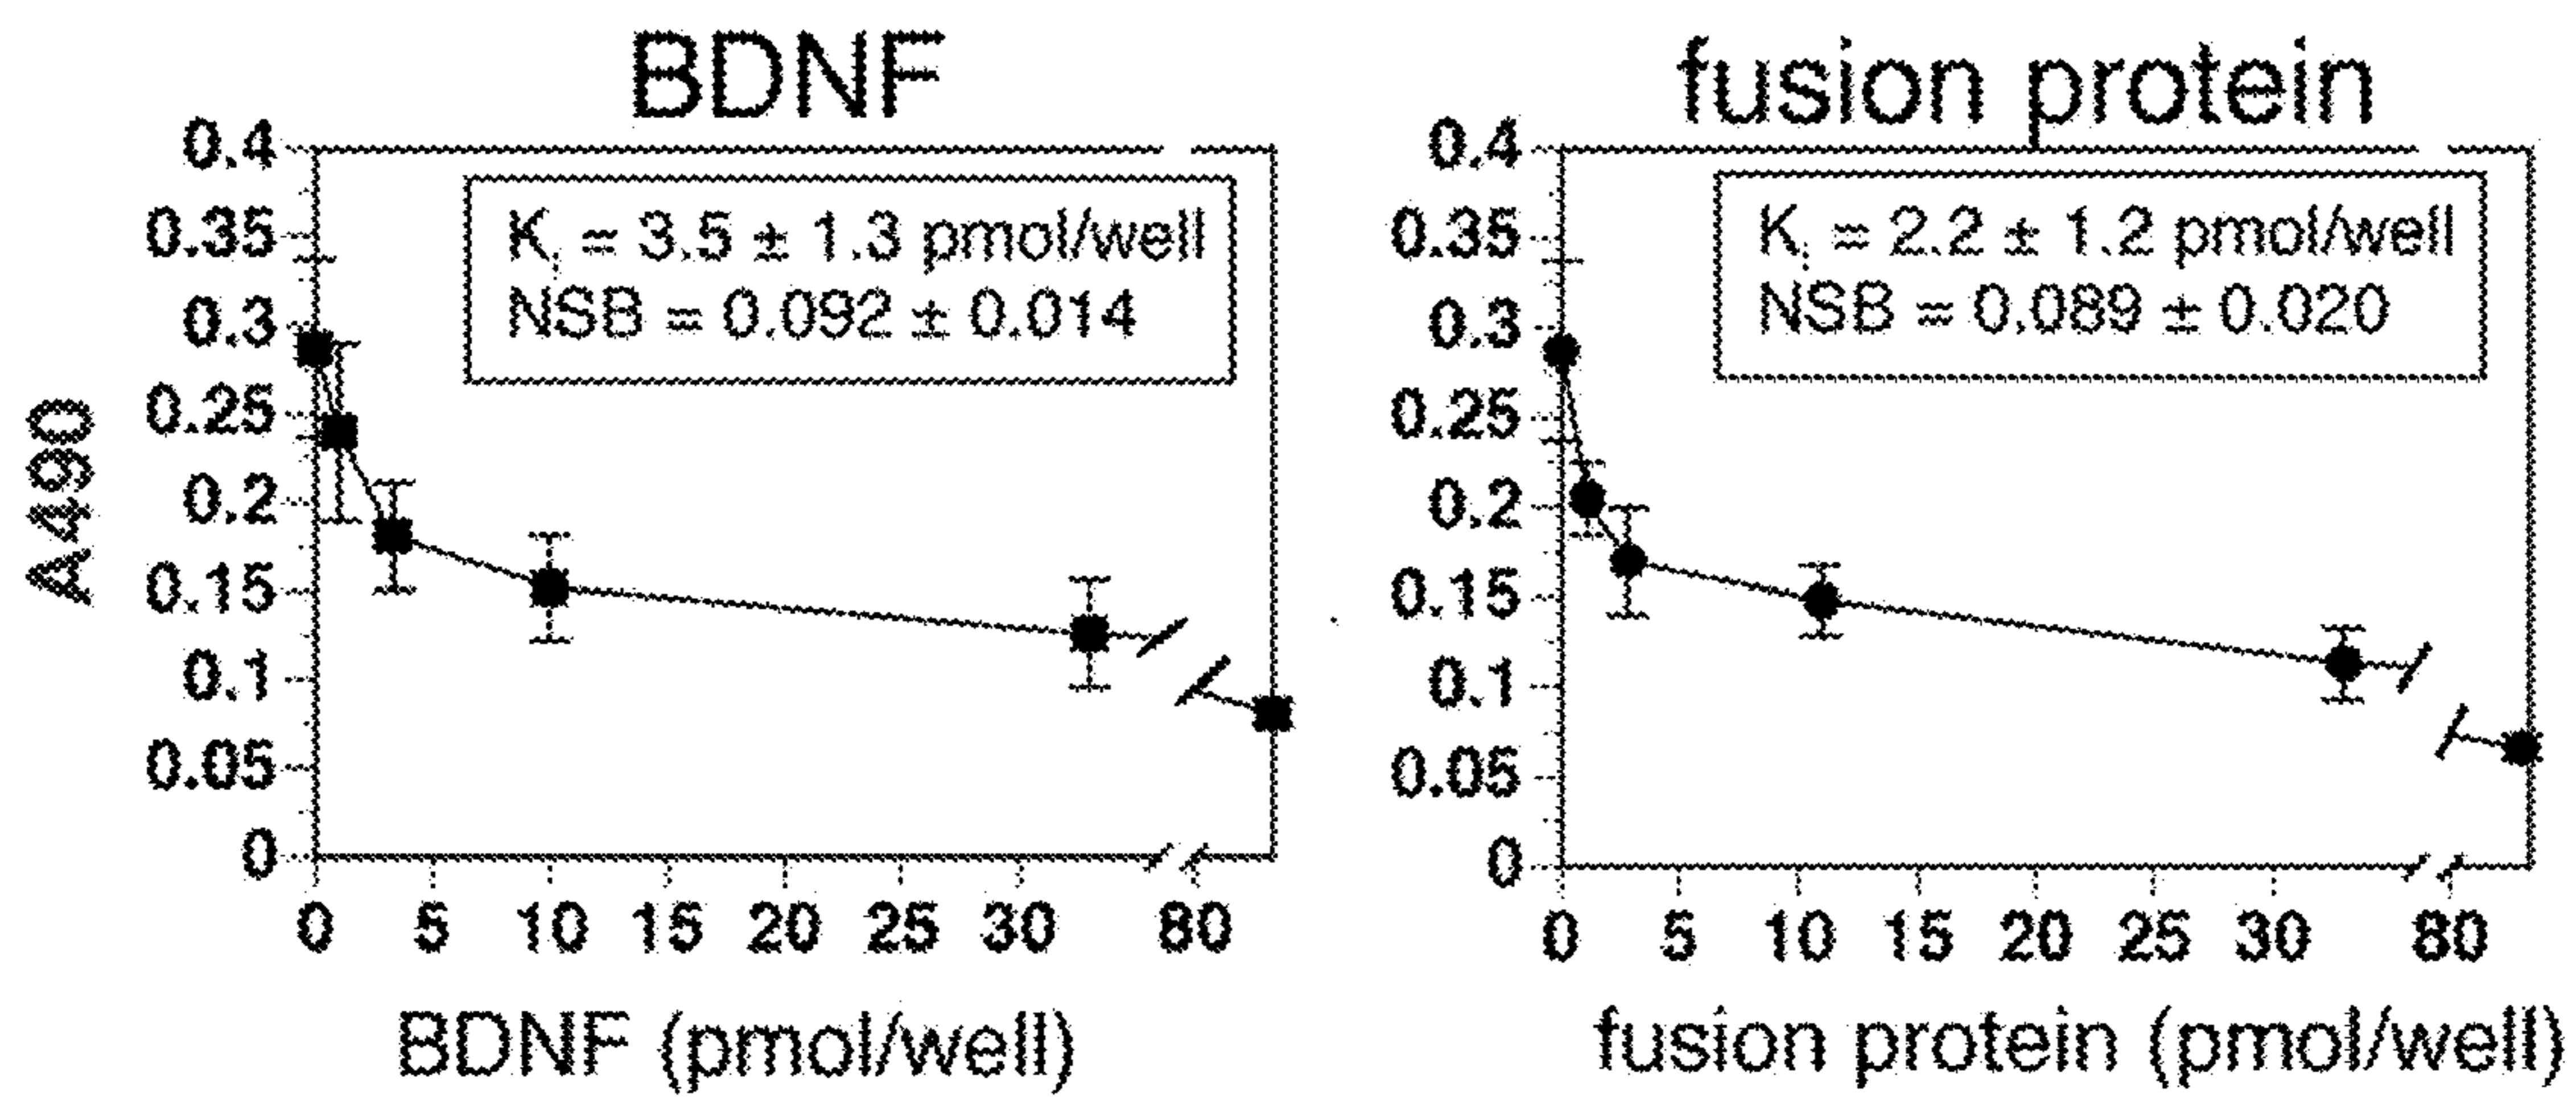 BDNF
A490
0.4
0.35
0.3
0.25
0.2
0.15
0.1
0.05
0
Ki = 3.5 ± 1.3 pmol/well
NSB = 0.092 ± 0.014
0 5 10 15 20 25 30 80
BDNF (pmol/well)
fusion protein
0.4
0.35
0.3
0.25
0.2
0.15
0.1
0.05
0
Ki = 2.2 ± 1.2 pmol/well
NSB = 0.089 ± 0.020
0 5 10 15 20 25 30 80
fusion protein (pmol/well)